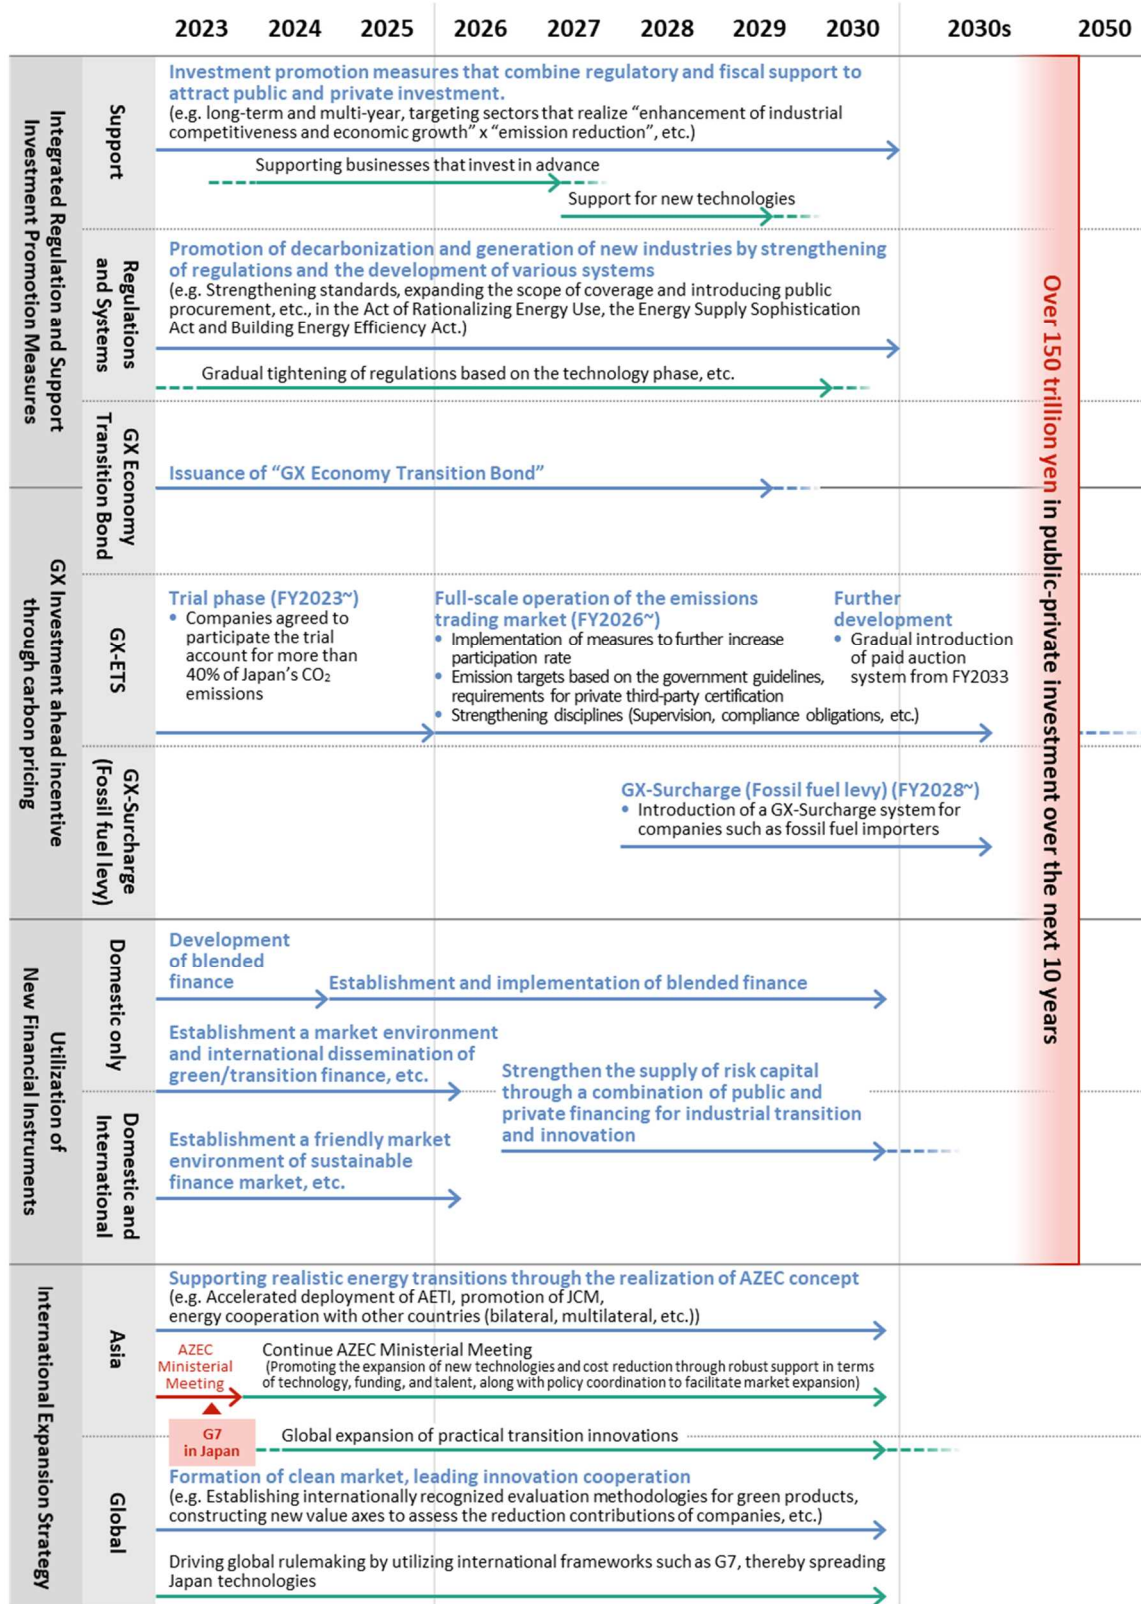 2023 2024 2025 2026 2027 2028 2029 2030 2030s 2050
Integrated Regulation and Support
Investment Promotion Measures
Support
Investment promotion measures that combine regulatory and fiscal support to
attract public and private investment.
(e.g. long-term and multi-year, targeting sectors that realize “enhancement of industrial
competitiveness and economic growth” x “emission reduction”, etc.)
Supporting businesses that invest in advance
Support for new technologies
Regulations
and Systems
Promotion of decarbonization and generation of new industries by strengthening
of regulations and the development of various systems
(e.g. Strengthening standards, expanding the scope of coverage and introducing public
procurement, etc., in the Act of Rationalizing Energy Use, the Energy Supply Sophistication
Act and Building Energy Efficiency Act.)
Gradual tightening of regulations based on the technology phase, etc.
GX Economy
Transition Bond
Issuance of “GX Economy Transition Bond”
GX Investment ahead incentive
through carbon pricing
GX-ETS
Trial phase (FY2023~)
• Companies agreed to
participate the trial
account for more than
40% of Japan’s CO₂
emissions
Full-scale operation of the emissions
trading market (FY2026~)
• Implementation of measures to further increase
participation rate
• Emission targets based on the government guidelines,
requirements for private third-party certification
• Strengthening disciplines (Supervision, compliance obligations, etc.)
Further
development
• Gradual introduction
of paid auction
system from FY2033
GX-Surcharge
(Fossil fuel levy)
GX-Surcharge (Fossil fuel levy) (FY2028~)
• Introduction of a GX-Surcharge system for
companies such as fossil fuel importers
Over 150 trillion yen in public-private investment over the next 10 years
Utilization of
New Financial Instruments
Domestic only
Development
of blended
finance
Establishment and implementation of blended finance
Establishment a market environment
and international dissemination of
green/transition finance, etc.
Strengthen the supply of risk capital
through a combination of public and
private financing for industrial transition
and innovation
Domestic and
International
Establishment a friendly market
environment of sustainable
finance market, etc.
International Expansion Strategy
Asia
Supporting realistic energy transitions through the realization of AZEC concept
(e.g. Accelerated deployment of AETI, promotion of JCM,
energy cooperation with other countries (bilateral, multilateral, etc.))
AZEC
Ministerial
Meeting
Continue AZEC Ministerial Meeting
(Promoting the expansion of new technologies and cost reduction through robust support in terms
of technology, funding, and talent, along with policy coordination to facilitate market expansion)
G7
in Japan
Global expansion of practical transition innovations
Global
Formation of clean market, leading innovation cooperation
(e.g. Establishing internationally recognized evaluation methodologies for green products,
constructing new value axes to assess the reduction contributions of companies, etc.)
Driving global rulemaking by utilizing international frameworks such as G7, thereby spreading
Japan technologies